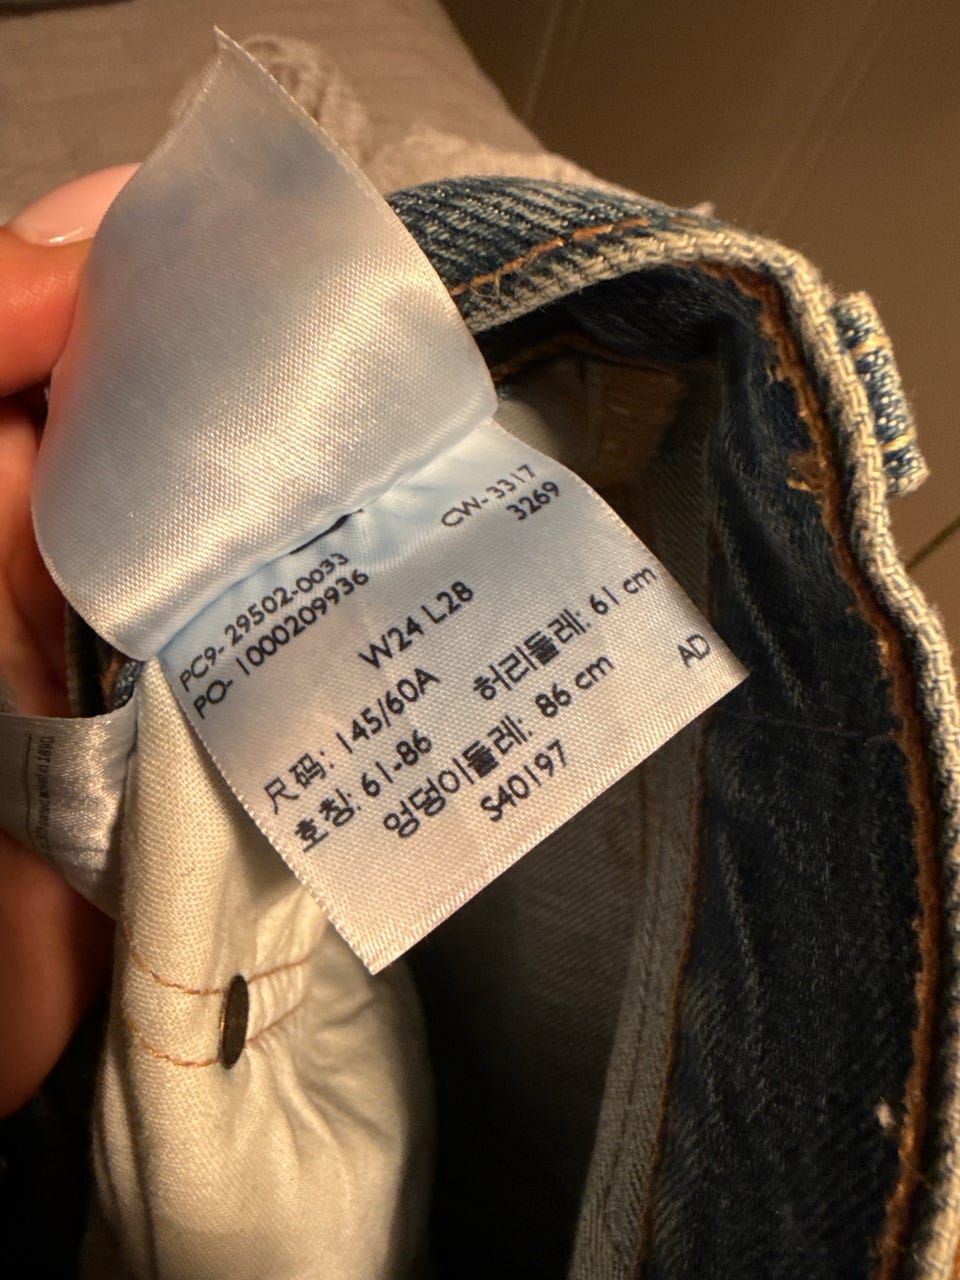 CW- 3317
3269
PC9- 29502-0033
PO- 1000209936
W24 L28
尺码: 145/60A
허리둘레: 61 cm
호칭: 61-86
엉덩이둘레: 86 cm
AD
S40197